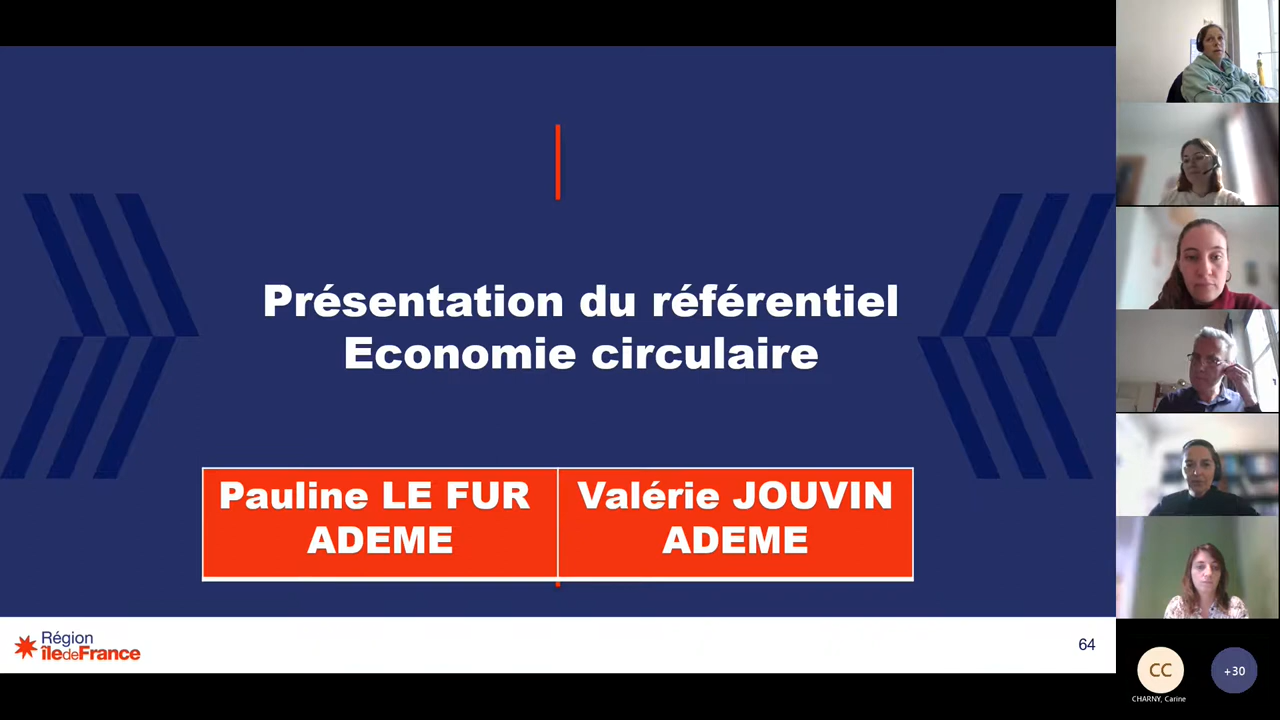 Présentation du référentiel
Economie circulaire
Pauline LE FUR
ADEME
Valérie JOUVIN
ADEME
Région
îledeFrance
64
CC
+30
CHARNY, Carine